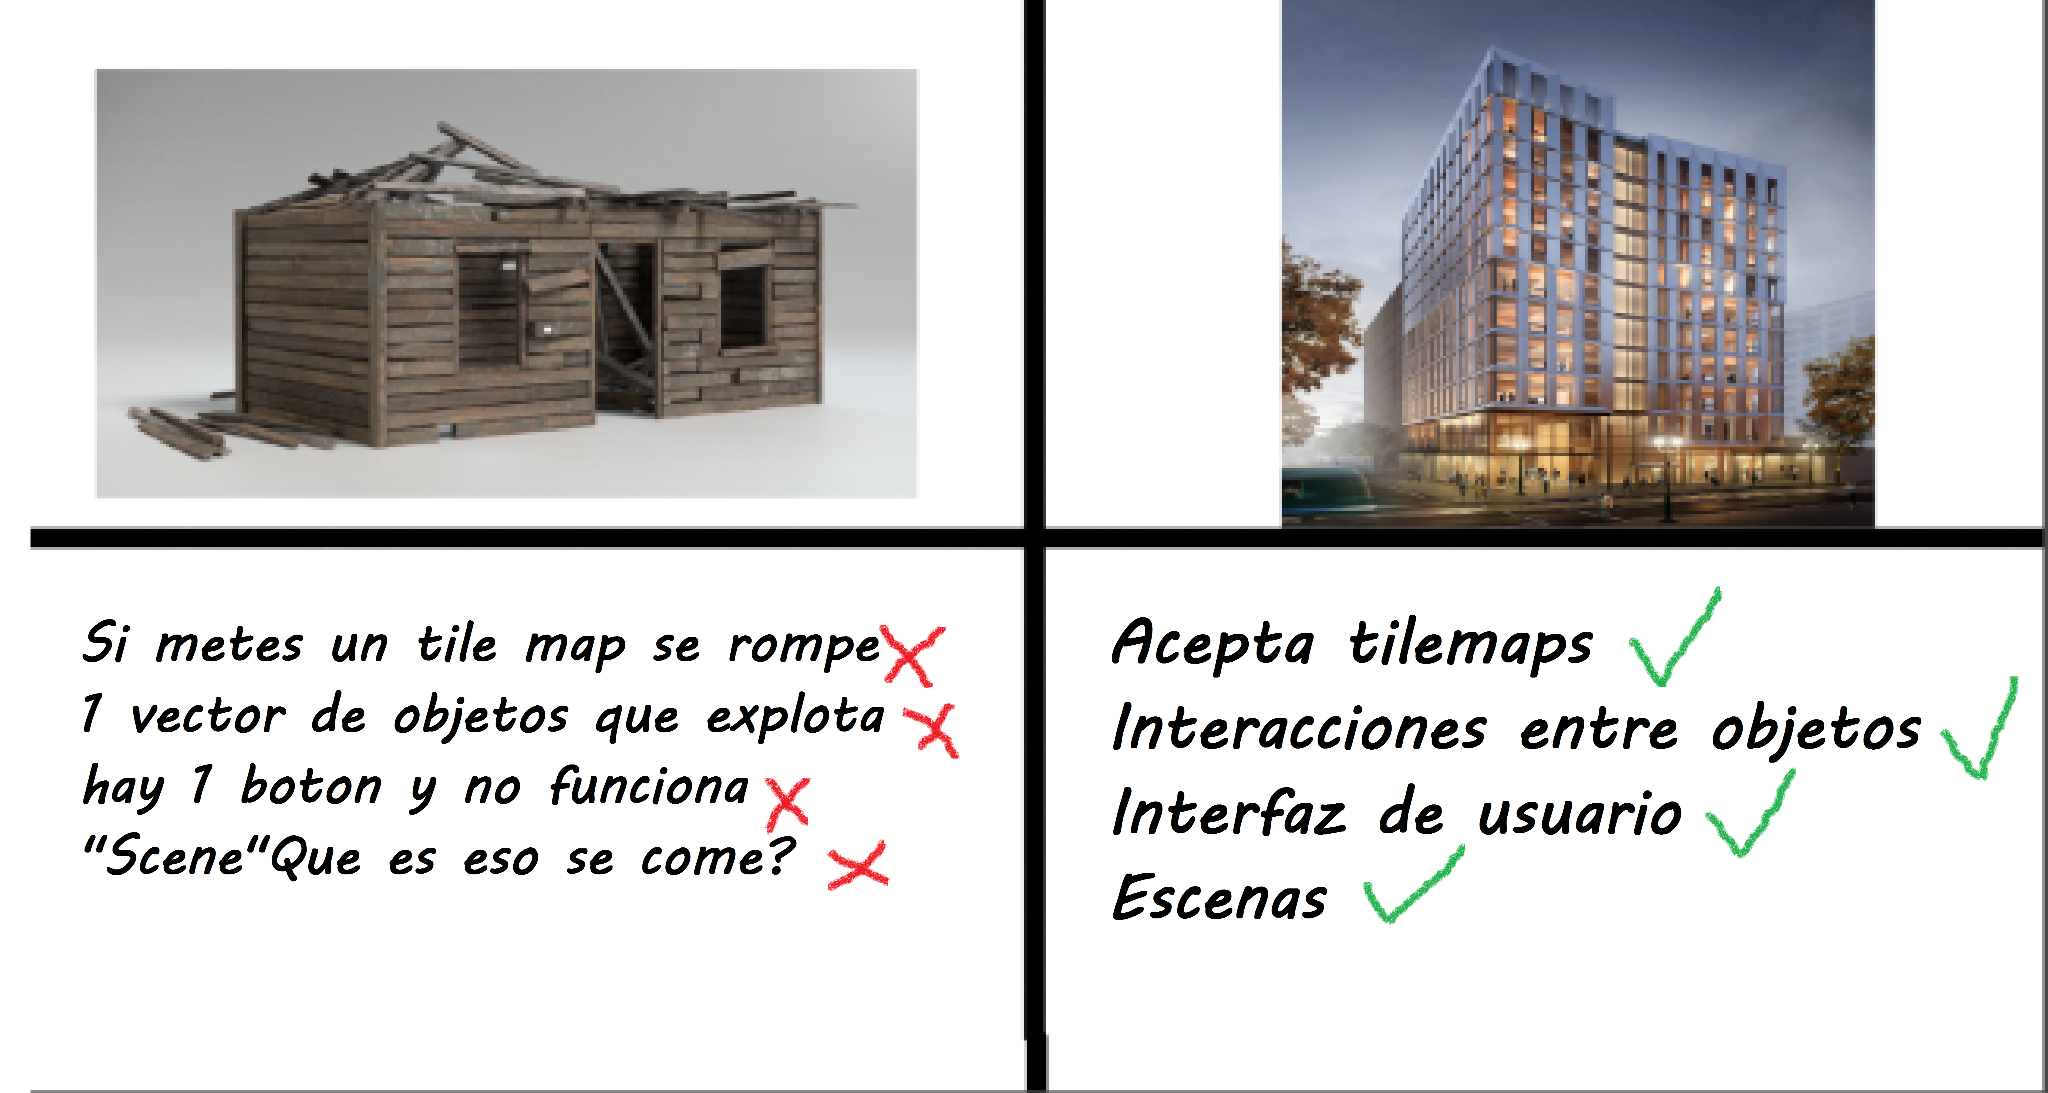 Si metes un tile map se rompe
1 vector de objetos que explota
hay 1 boton y no funciona
"Scene"Que es eso se come?
Acepta tilemaps
Interacciones entre objetos
Interfaz de usuario
Escenas